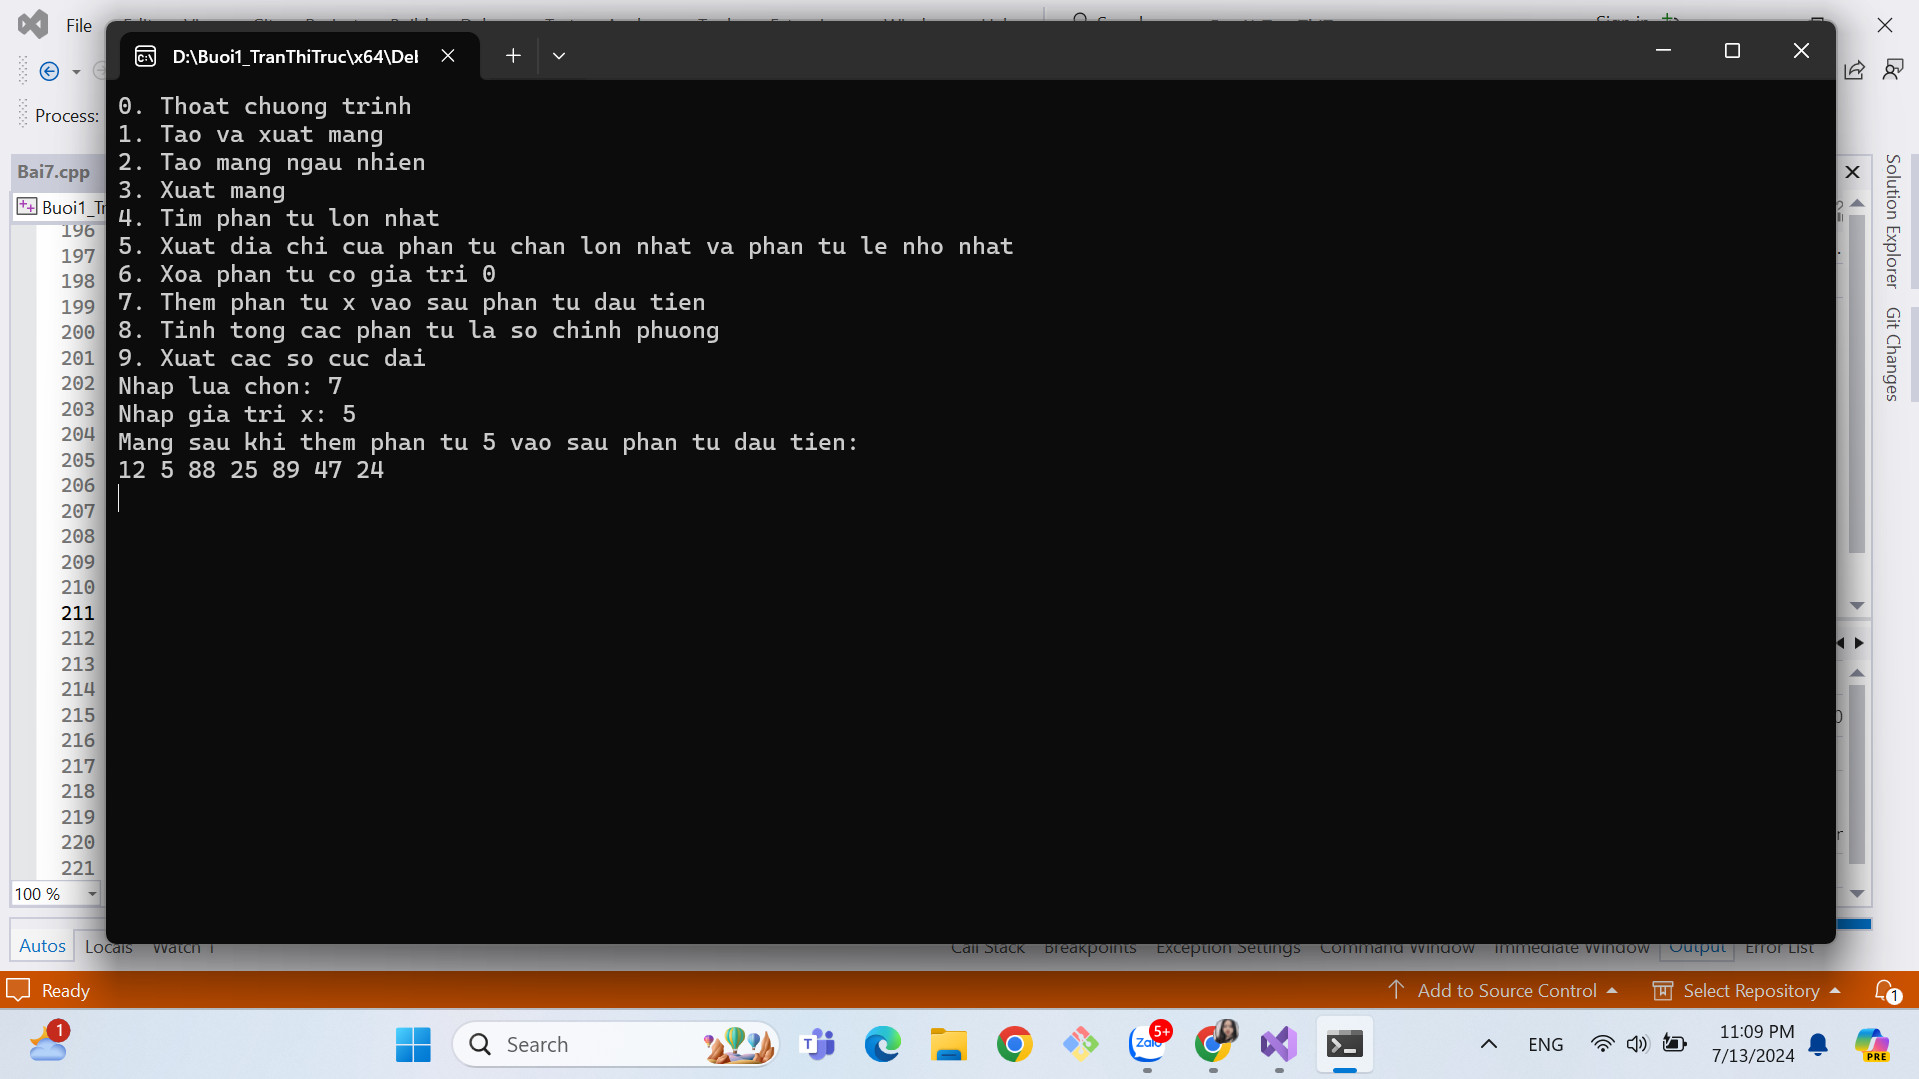 File
D:\Buoi1_TranThiTruc\x64\Del
Process:
Bai7.cpp
Buoi1_Tr
0. Thoat chuong trinh
1. Tao va xuat mang
2. Tao mang ngau nhien
3. Xuat mang
4. Tim phan tu lon nhat
5. Xuat dia chi cua phan tu chan lon nhat va phan tu le nho nhat
6. Xoa phan tu co gia tri 0
7. Them phan tu x vao sau phan tu dau tien
8. Tinh tong cac phan tu la so chinh phuong
9. Xuat cac so cuc dai
Nhap lua chon: 7
Nhap gia tri x: 5
Mang sau khi them phan tu 5 vao sau phan tu dau tien:
12 5 88 25 89 47 24
196
197
198
199
200
201
202
203
204
205
206
207
208
209
210
211
212
213
214
215
216
217
218
219
220
221
100 %
Solution Explorer
Git Changes
Autos Locals Watch 1 Call Stack Breakpoints Exception Settings Command Window Immediate Window Output Error List
Ready Add to Source Control Select Repository 1
1 Search 5+ Zalo ENG 11:09 PM
7/13/2024 PRE